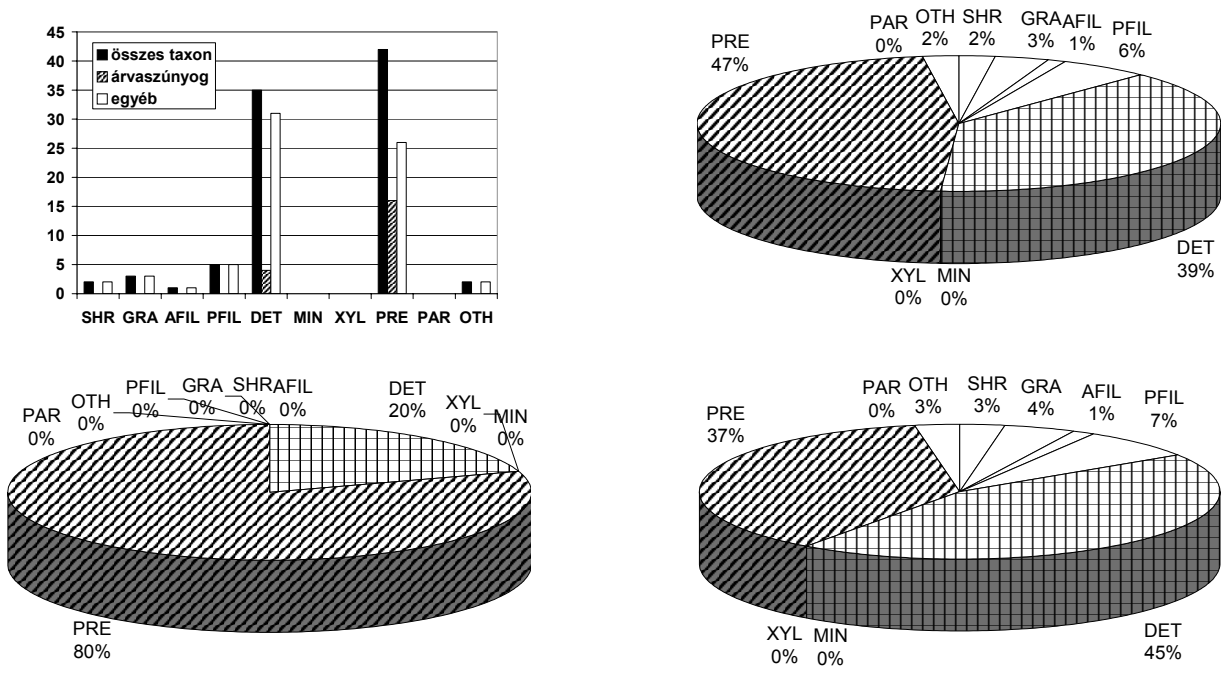 45
40
35
30
25
20
15
10
5
0
összes taxon
árvaszúnyog
egyéb
SHR GRA AFIL PFIL DET MIN XYL PRE PAR OTH
PRE
47%
PAR
0%
OTH
2%
SHR
2%
GRA
3%
AFIL
1%
PFIL
6%
DET
39%
XYL
0%
MIN
0%
PAR
0%
OTH
0%
PFIL
0%
GRA
0%
SHR
0%
AFIL
0%
DET
20%
XYL
0%
MIN
0%
PRE
80%
PRE
37%
PAR
0%
OTH
3%
SHR
3%
GRA
4%
AFIL
1%
PFIL
7%
XYL
0%
MIN
0%
DET
45%